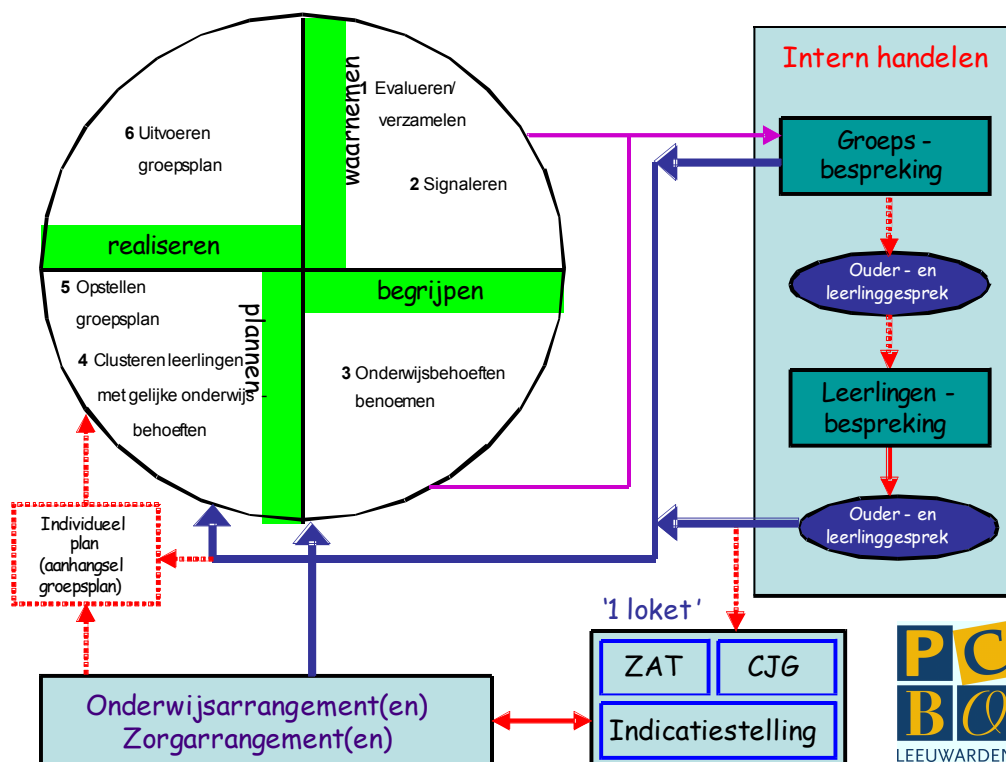 waarnemen
1 Evalueren/
verzamelen
2 Signaleren
begrijpen
3 Onderwijsbehoeften
benoemen
plannen
4 Clusteren leerlingen
met gelijke onderwijs -
behoeften
5 Opstellen
groepsplan
realiseren
6 Uitvoeren
groepsplan
Intern handelen
Groeps -
bespreking
Ouder - en
leerlinggesprek
Leerlingen -
bespreking
Ouder - en
leerlinggesprek
Individueel
plan
(aanhangsel
groepsplan)
'1 loket'
ZAT
CJG
Indicatiestelling
Onderwijsarrangement(en)
Zorgarrangement(en)
PC
BO
LEEUWARDEN